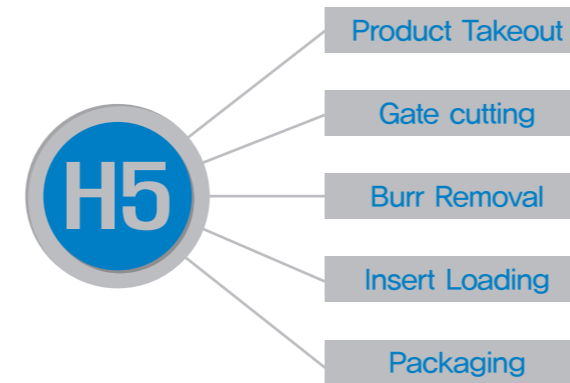 H5
Product Takeout
Gate cutting
Burr Removal
Insert Loading
Packaging